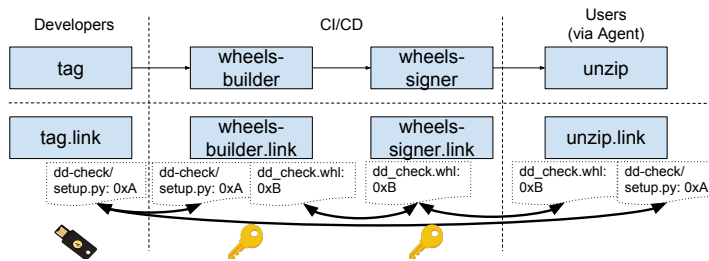 Developers
CI/CD
Users
(via Agent)
tag
wheels-
builder
wheels-
signer
unzip
tag.link
wheels-
builder.link
wheels-
signer.link
unzip.link
dd-check/
setup.py: 0xA
dd-check/
setup.py: 0xA
dd_check.whl:
0xB
dd_check.whl:
0xB
dd_check.whl:
0xB
dd-check/
setup.py: 0xA